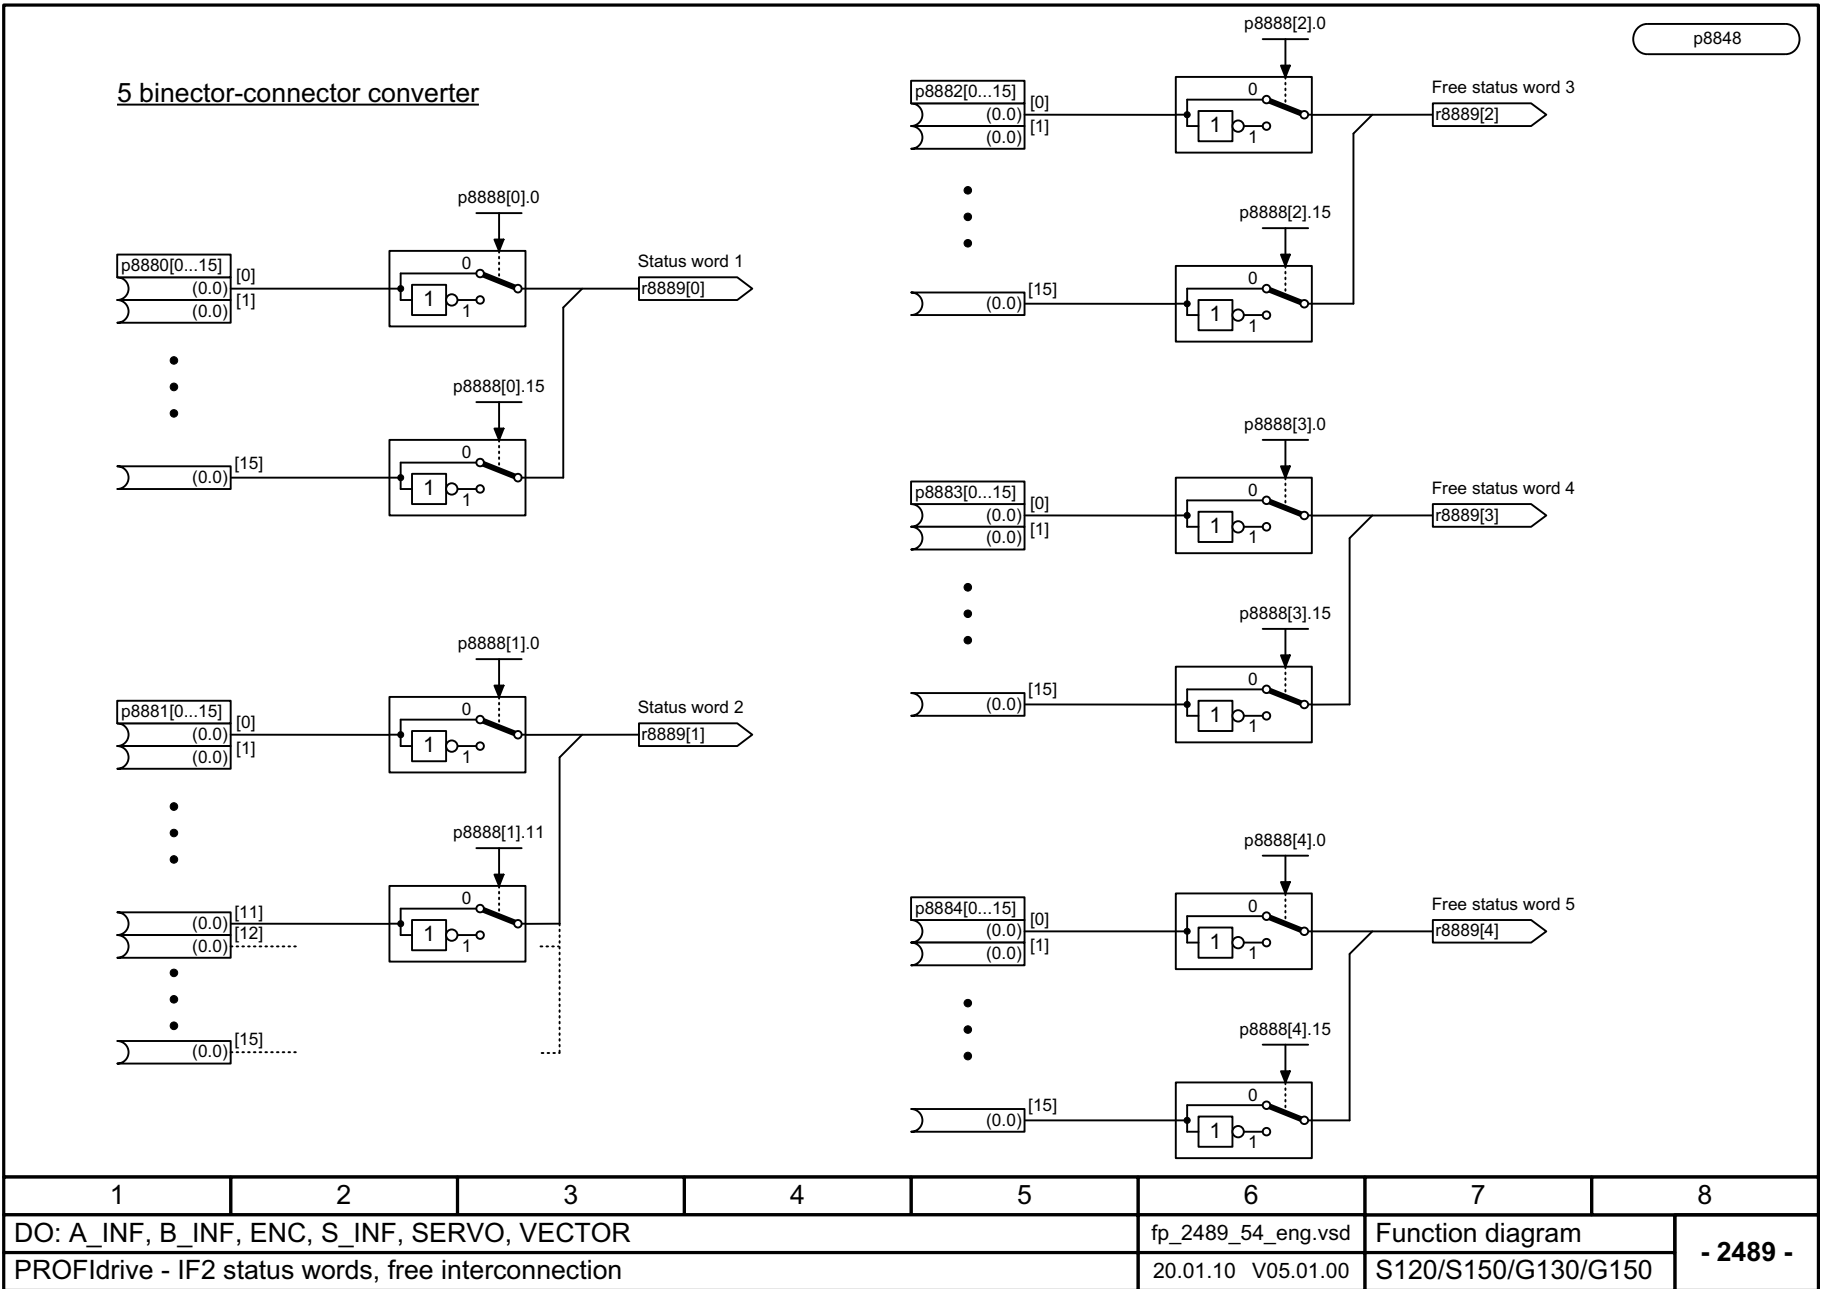 p8848
5 binector-connector converter
p8888[0].0
p8880[0...15]
[0]
(0.0)
[1]
(0.0)
0
1
1
Status word 1
r8889[0]
p8888[0].15
[15]
(0.0)
0
1
1
p8888[1].0
p8881[0...15]
[0]
(0.0)
[1]
(0.0)
0
1
1
Status word 2
r8889[1]
p8888[1].11
[11]
(0.0)
[12]
(0.0)
0
1
1
[15]
(0.0)
p8888[2].0
p8882[0...15]
[0]
(0.0)
[1]
(0.0)
0
1
1
Free status word 3
r8889[2]
p8888[2].15
[15]
(0.0)
0
1
1
p8888[3].0
p8883[0...15]
[0]
(0.0)
[1]
(0.0)
0
1
1
Free status word 4
r8889[3]
p8888[3].15
[15]
(0.0)
0
1
1
p8888[4].0
p8884[0...15]
[0]
(0.0)
[1]
(0.0)
0
1
1
Free status word 5
r8889[4]
p8888[4].15
[15]
(0.0)
0
1
1
1 2 3 4 5 6 7 8
DO: A_INF, B_INF, ENC, S_INF, SERVO, VECTOR
fp_2489_54_eng.vsd
Function diagram
- 2489 -
PROFIdrive - IF2 status words, free interconnection
20.01.10 V05.01.00
S120/S150/G130/G150